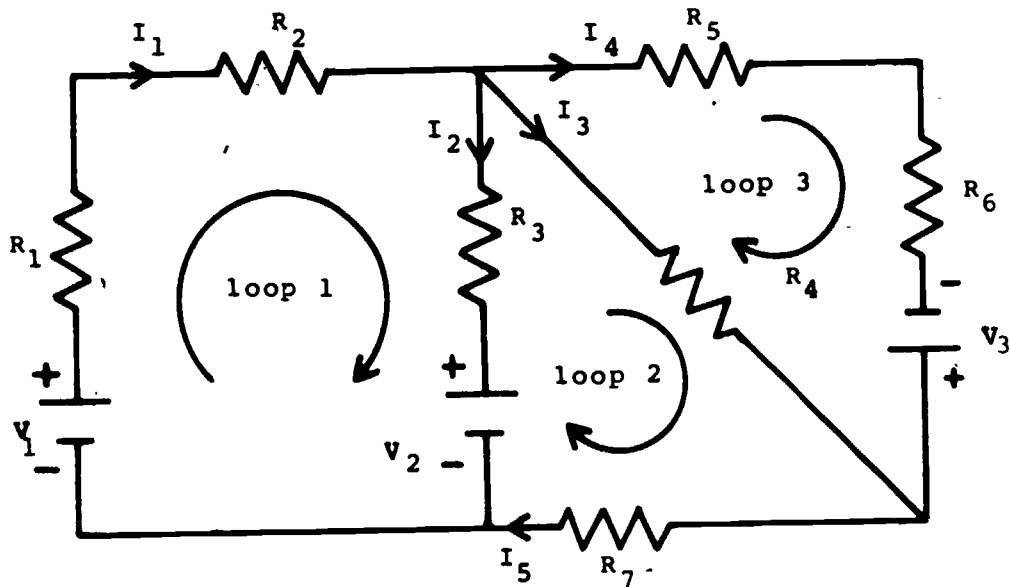 I1
R2
I4
R5
I2
I3
loop 3
R6
R1
R3
loop 1
R4
-
+
+
loop 2
V3
+
V1
-
V2
-
I5
R7